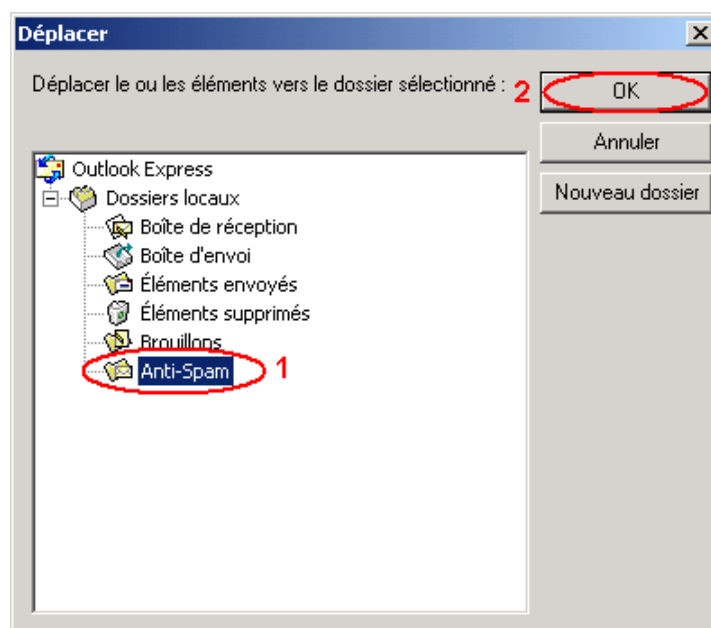 Déplacer
Déplacer le ou les éléments vers le dossier sélectionné :
2
OK
Annuler
Nouveau dossier
Outlook Express
Dossiers locaux
Boîte de réception
Boîte d'envoi
Éléments envoyés
Éléments supprimés
Brouillons
Anti-Spam
1